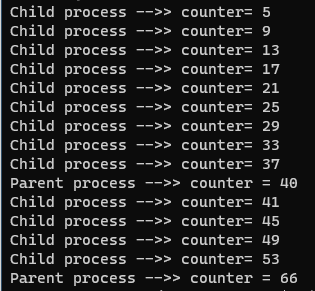 Child process -->> counter= 5
Child process -->> counter= 9
Child process -->> counter= 13
Child process -->> counter= 17
Child process -->> counter= 21
Child process -->> counter= 25
Child process -->> counter= 29
Child process -->> counter= 33
Child process -->> counter= 37
Parent process -->> counter = 40
Child process -->> counter= 41
Child process -->> counter= 45
Child process -->> counter= 49
Child process -->> counter= 53
Parent process -->> counter = 66